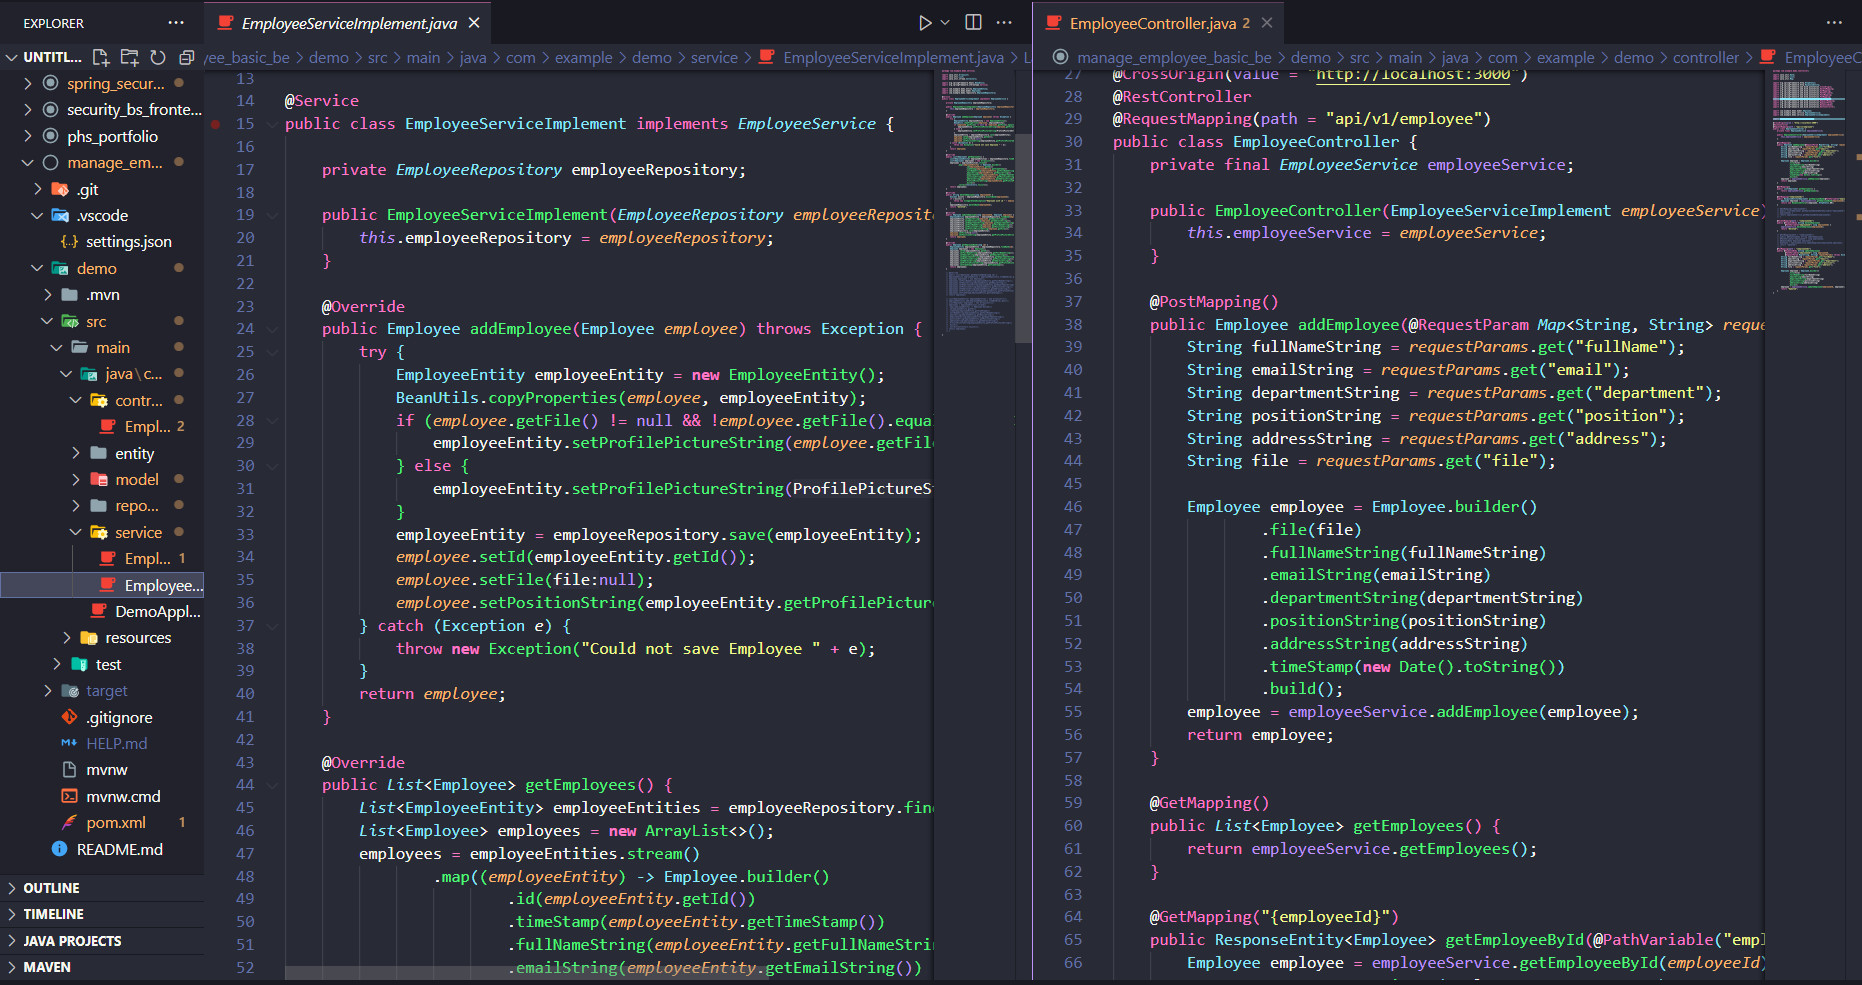 EXPLORER
UNTITL...
spring_secur...
security_bs_fronte...
phs_portfolio
manage_em...
.git
.vscode
settings.json
demo
.mvn
src
main
java\c...
contr...
Empl... 2
entity
model
repo...
service
Empl... 1
Employee...
DemoAppl...
resources
test
target
.gitignore
HELP.md
mvnw
mvnw.cmd
pom.xml 1
README.md
OUTLINE
TIMELINE
JAVA PROJECTS
MAVEN
EmployeeServiceImplement.java
yee_basic_be > demo > src > main > java > com > example > demo > service > EmployeeServiceImplement.java >
13
14 @Service
15 public class EmployeeServiceImplement implements EmployeeService {
16
17 private EmployeeRepository employeeRepository;
18
19 public EmployeeServiceImplement(EmployeeRepository employeeReposit
20 this.employeeRepository = employeeRepository;
21 }
22
23 @Override
24 public Employee addEmployee(Employee employee) throws Exception {
25 try {
26 EmployeeEntity employeeEntity = new EmployeeEntity();
27 BeanUtils.copyProperties(employee, employeeEntity);
28 if (employee.getFile() != null && !employee.getFile().equa
29 employeeEntity.setProfilePictureString(employee.getFil
30 } else {
31 employeeEntity.setProfilePictureString(ProfilePictureS
32 }
33 employeeEntity = employeeRepository.save(employeeEntity);
34 employee.setId(employeeEntity.getId());
35 employee.setFile(file:null);
36 employee.setPositionString(employeeEntity.getProfilePictur
37 } catch (Exception e) {
38 throw new Exception("Could not save Employee " + e);
39 }
40 return employee;
41 }
42
43 @Override
44 public List<Employee> getEmployees() {
45 List<EmployeeEntity> employeeEntities = employeeRepository.fin
46 List<Employee> employees = new ArrayList<>();
47 employees = employeeEntities.stream()
48 .map((employeeEntity) -> Employee.builder()
49 .id(employeeEntity.getId())
50 .timeStamp(employeeEntity.getTimeStamp())
51 .fullNameString(employeeEntity.getFullNameStri
52 .emailString(employeeEntity.getEmailString())
EmployeeController.java 2
manage_employee_basic_be > demo > src > main > java > com > example > demo > controller > EmployeeC
27 @CrossOrigin(value = "http://localhost:3000")
28 @RestController
29 @RequestMapping(path = "api/v1/employee")
30 public class EmployeeController {
31 private final EmployeeService employeeService;
32
33 public EmployeeController(EmployeeServiceImplement employeeService)
34 this.employeeService = employeeService;
35 }
36
37 @PostMapping()
38 public Employee addEmployee(@RequestParam Map<String, String> reque
39 String fullNameString = requestParams.get("fullName");
40 String emailString = requestParams.get("email");
41 String departmentString = requestParams.get("department");
42 String positionString = requestParams.get("position");
43 String addressString = requestParams.get("address");
44 String file = requestParams.get("file");
45
46 Employee employee = Employee.builder()
47 .file(file)
48 .fullNameString(fullNameString)
49 .emailString(emailString)
50 .departmentString(departmentString)
51 .positionString(positionString)
52 .addressString(addressString)
53 .timeStamp(new Date().toString())
54 .build();
55 employee = employeeService.addEmployee(employee);
56 return employee;
57 }
58
59 @GetMapping()
60 public List<Employee> getEmployees() {
61 return employeeService.getEmployees();
62 }
63
64 @GetMapping("{employeeId}")
65 public ResponseEntity<Employee> getEmployeeById(@PathVariable("empl
66 Employee employee = employeeService.getEmployeeById(employeeId)